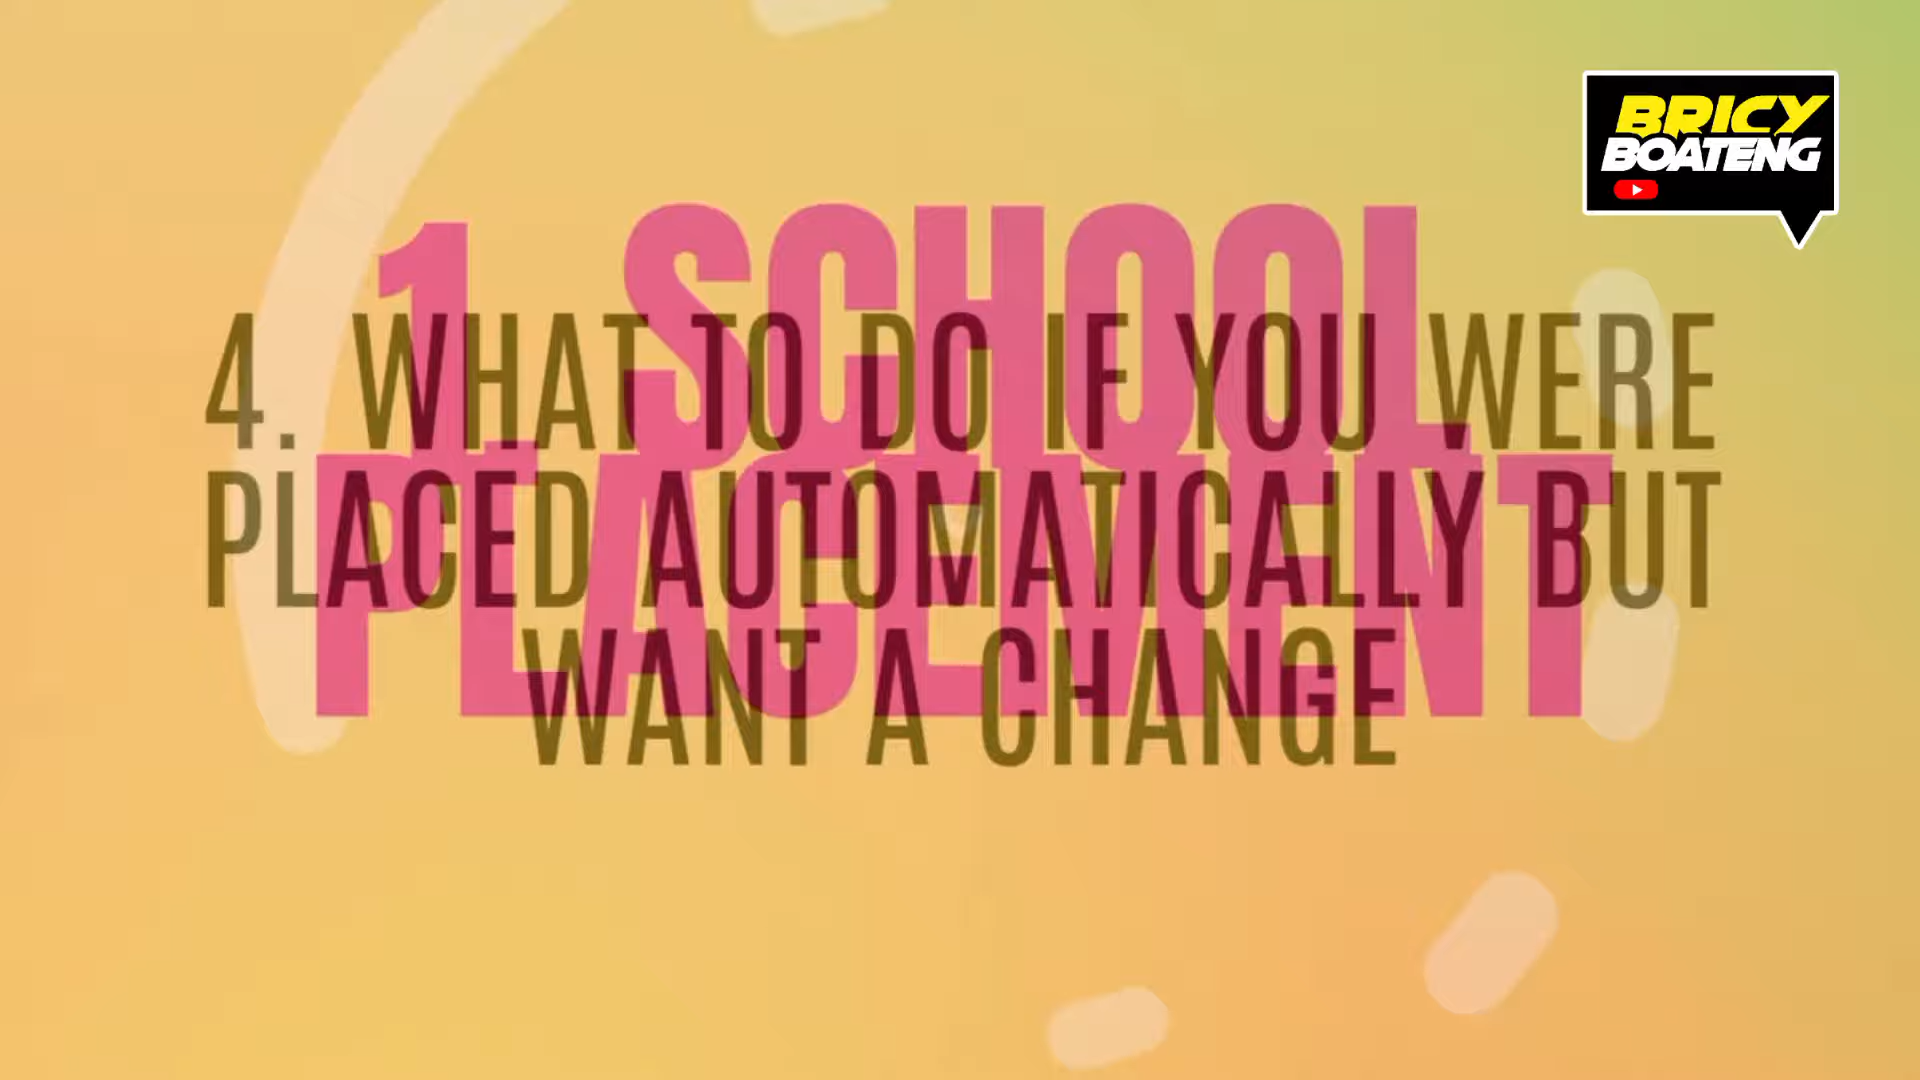 BRICY
BOATENG
1. SCHOOL
PLACEMENT
4. WHAT TO DO IF YOU WERE
PLACED AUTOMATICALLY BUT
WANT A CHANGE